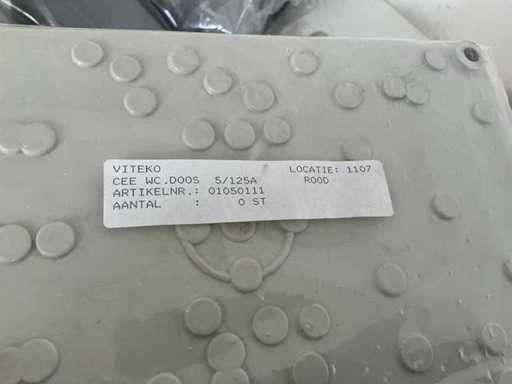 VITEKO LOCATIE: 1107
CEE WC.DOOS 5/125A ROOD
ARTIKELNR.: 01050111
AANTAL : 0 ST